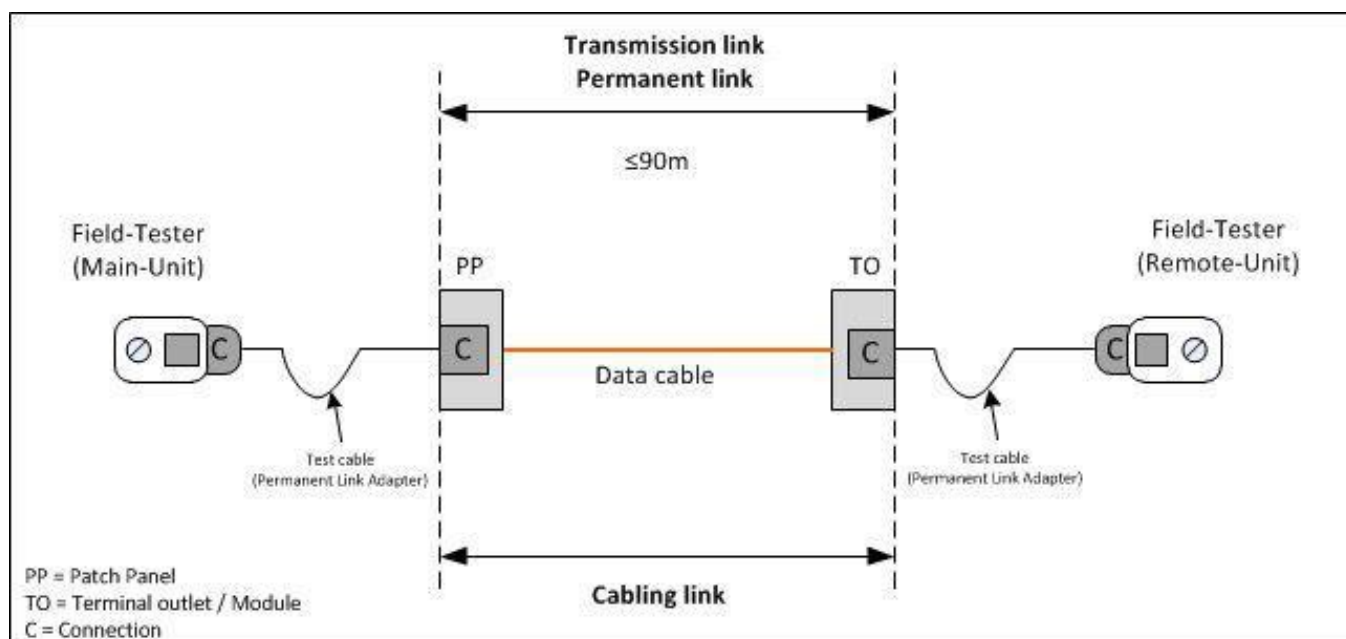 Transmission link
Permanent link
≤90m
Field-Tester
(Main-Unit)
Field-Tester
(Remote-Unit)
PP
TO
C
C
C
C
Data cable
Test cable
(Permanent Link Adapter)
Test cable
(Permanent Link Adapter)
Cabling link
PP = Patch Panel
TO = Terminal outlet / Module
C = Connection